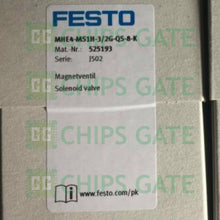 FESTO
MHE4-MS1H-3/2G-QS-8-K
Mat.-Nr.: 525193
Serie: JS02
Magnetventil
Solenoid valve
www.festo.com/pk
CHIPS GATE
CHIPS GATE
CHIPS GATE